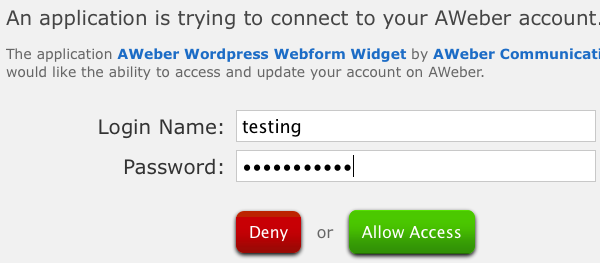 An application is trying to connect to your AWeber account.
The application AWeber Wordpress Webform Widget by AWeber Communicati
would like the ability to access and update your account on AWeber.
Login Name: testing
Password: •••••••••••
Deny or Allow Access